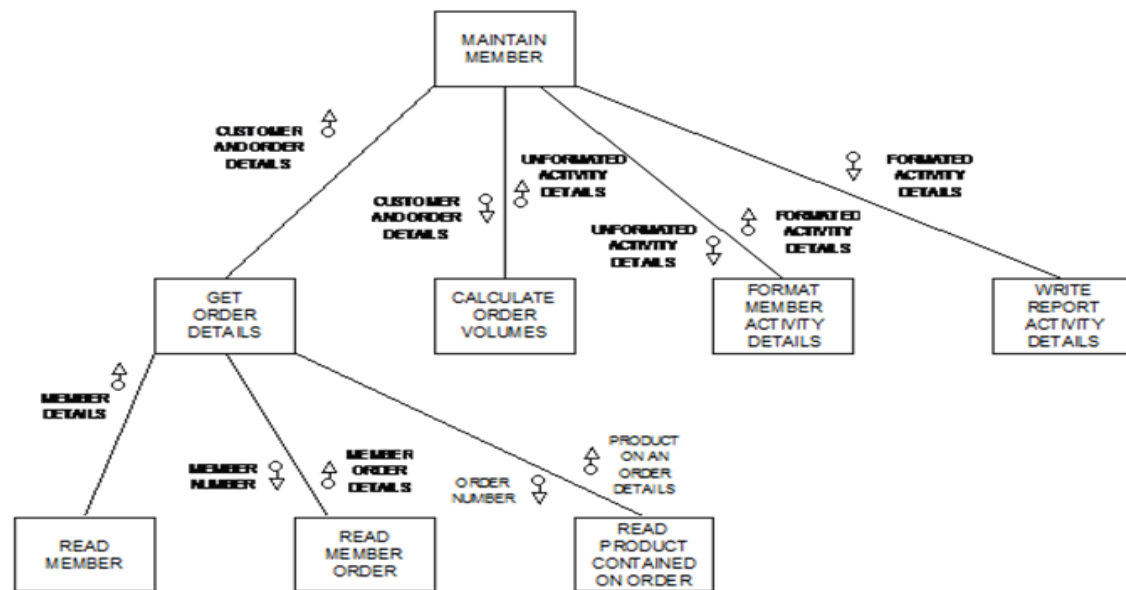 MAINTAIN
MEMBER
CUSTOMER
AND ORDER
DETAILS
UNFORMATED
ACTIVITY
DETAILS
FORMATED
ACTIVITY
DETAILS
CUSTOMER
AND ORDER
DETAILS
UNFORMATED
ACTIVITY
DETAILS
FORMATED
ACTIVITY
DETAILS
GET
ORDER
DETAILS
CALCULATE
ORDER
VOLUMES
FORMAT
MEMBER
ACTIVITY
DETAILS
WRITE
REPORT
ACTIVITY
DETAILS
MEMBER
DETAILS
MEMBER
NUMBER
MEMBER
ORDER
DETAILS
ORDER
NUMBER
PRODUCT
ON AN
ORDER
DETAILS
READ
MEMBER
READ
MEMBER
ORDER
READ
PRODUCT
CONTAINED
ON ORDER